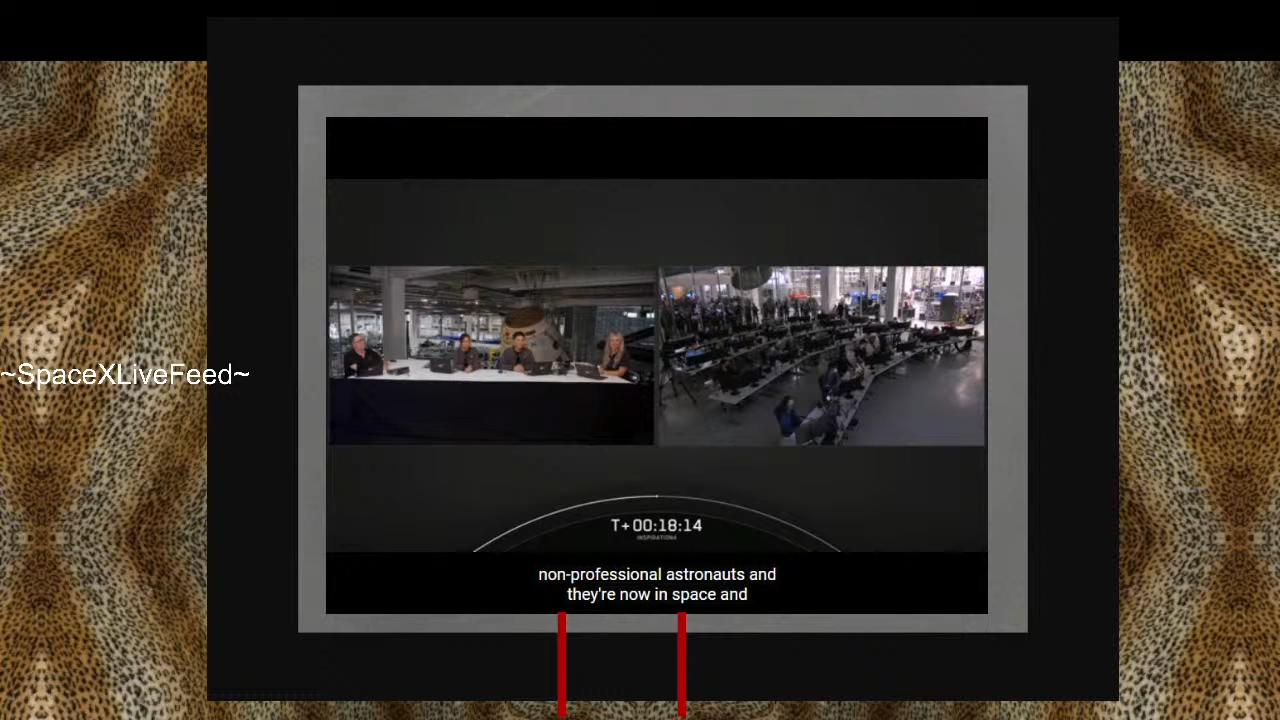 ~SpaceXLiveFeed~
T+00:18:14
INSPIRATION4
non-professional astronauts and
they're now in space and